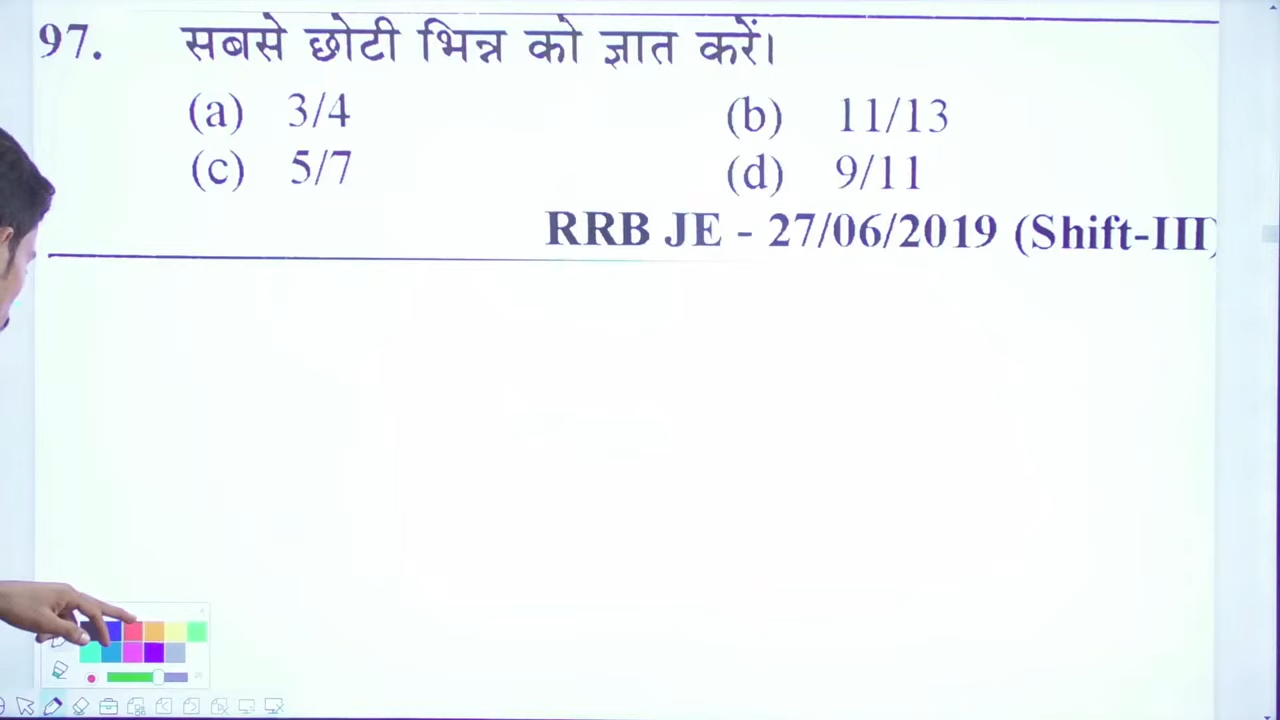 97. सबसे छोटी भिन्न को ज्ञात करें।
(a) 3/4 (b) 11/13
(c) 5/7 (d) 9/11
RRB JE - 27/06/2019 (Shift-III)